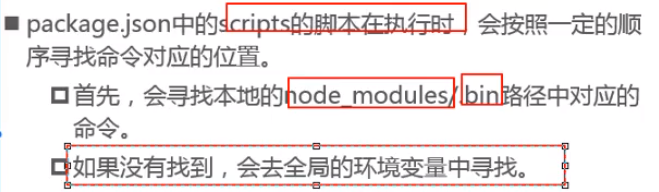 package.json中的scripts的脚本在执行时，会按照一定的顺
序寻找命令对应的位置。
首先，会寻找本地的node_modules/.bin路径中对应的
命令。
如果没有找到，会去全局的环境变量中寻找。